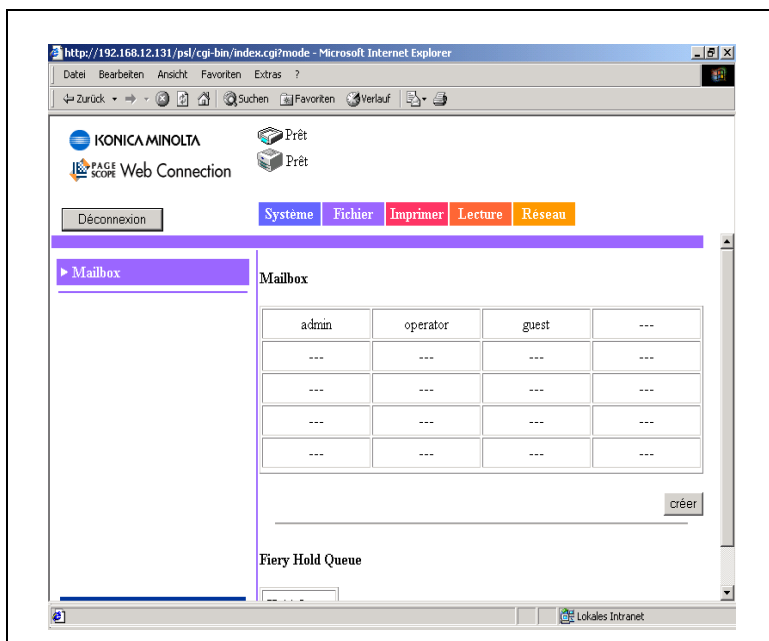 http://192.168.12.131/psl/cgi-bin/index.cgi?mode - Microsoft Internet Explorer
Datei Bearbeiten Ansicht Favoriten Extras ?
Zurück Suchen Favoriten Verlauf
KONICA MINOLTA
PAGE SCOPE Web Connection
Prêt
Prêt
Déconnexion
Système Fichier Imprimer Lecture Réseau
Mailbox
Mailbox
admin operator guest ---
--- --- --- ---
--- --- --- ---
--- --- --- ---
--- --- --- ---
créer
Fiery Hold Queue
Lokales Intranet